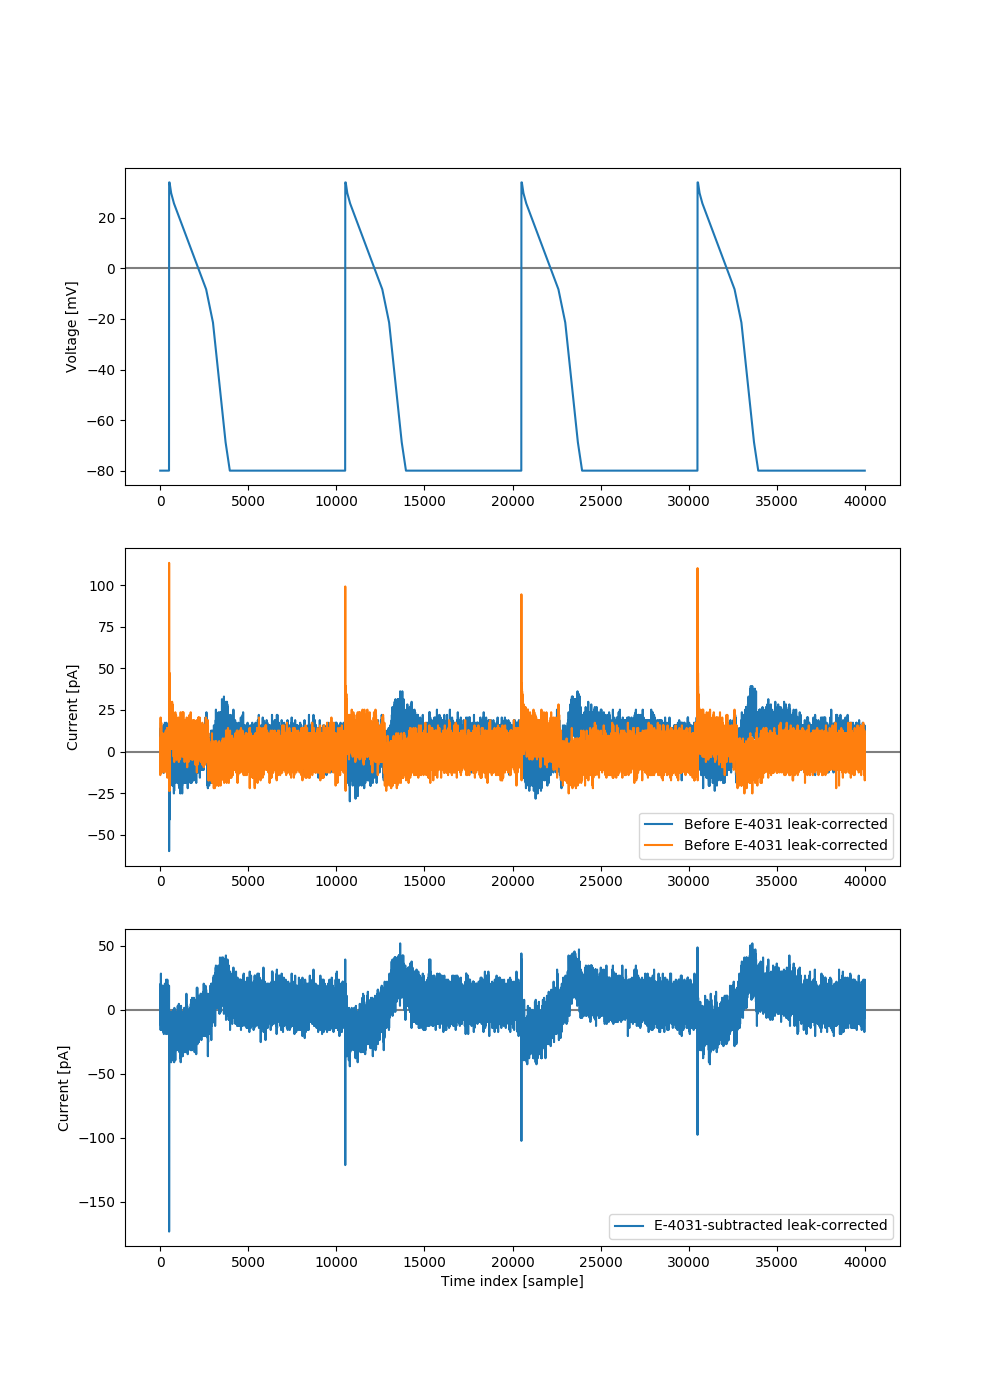 20
0
−20
−40
−60
−80
Voltage [mV]
0 5000 10000 15000 20000 25000 30000 35000 40000
100
75
50
25
0
−25
−50
Current [pA]
Before E-4031 leak-corrected
Before E-4031 leak-corrected
0 5000 10000 15000 20000 25000 30000 35000 40000
50
0
−50
−100
−150
Current [pA]
E-4031-subtracted leak-corrected
0 5000 10000 15000 20000 25000 30000 35000 40000
Time index [sample]